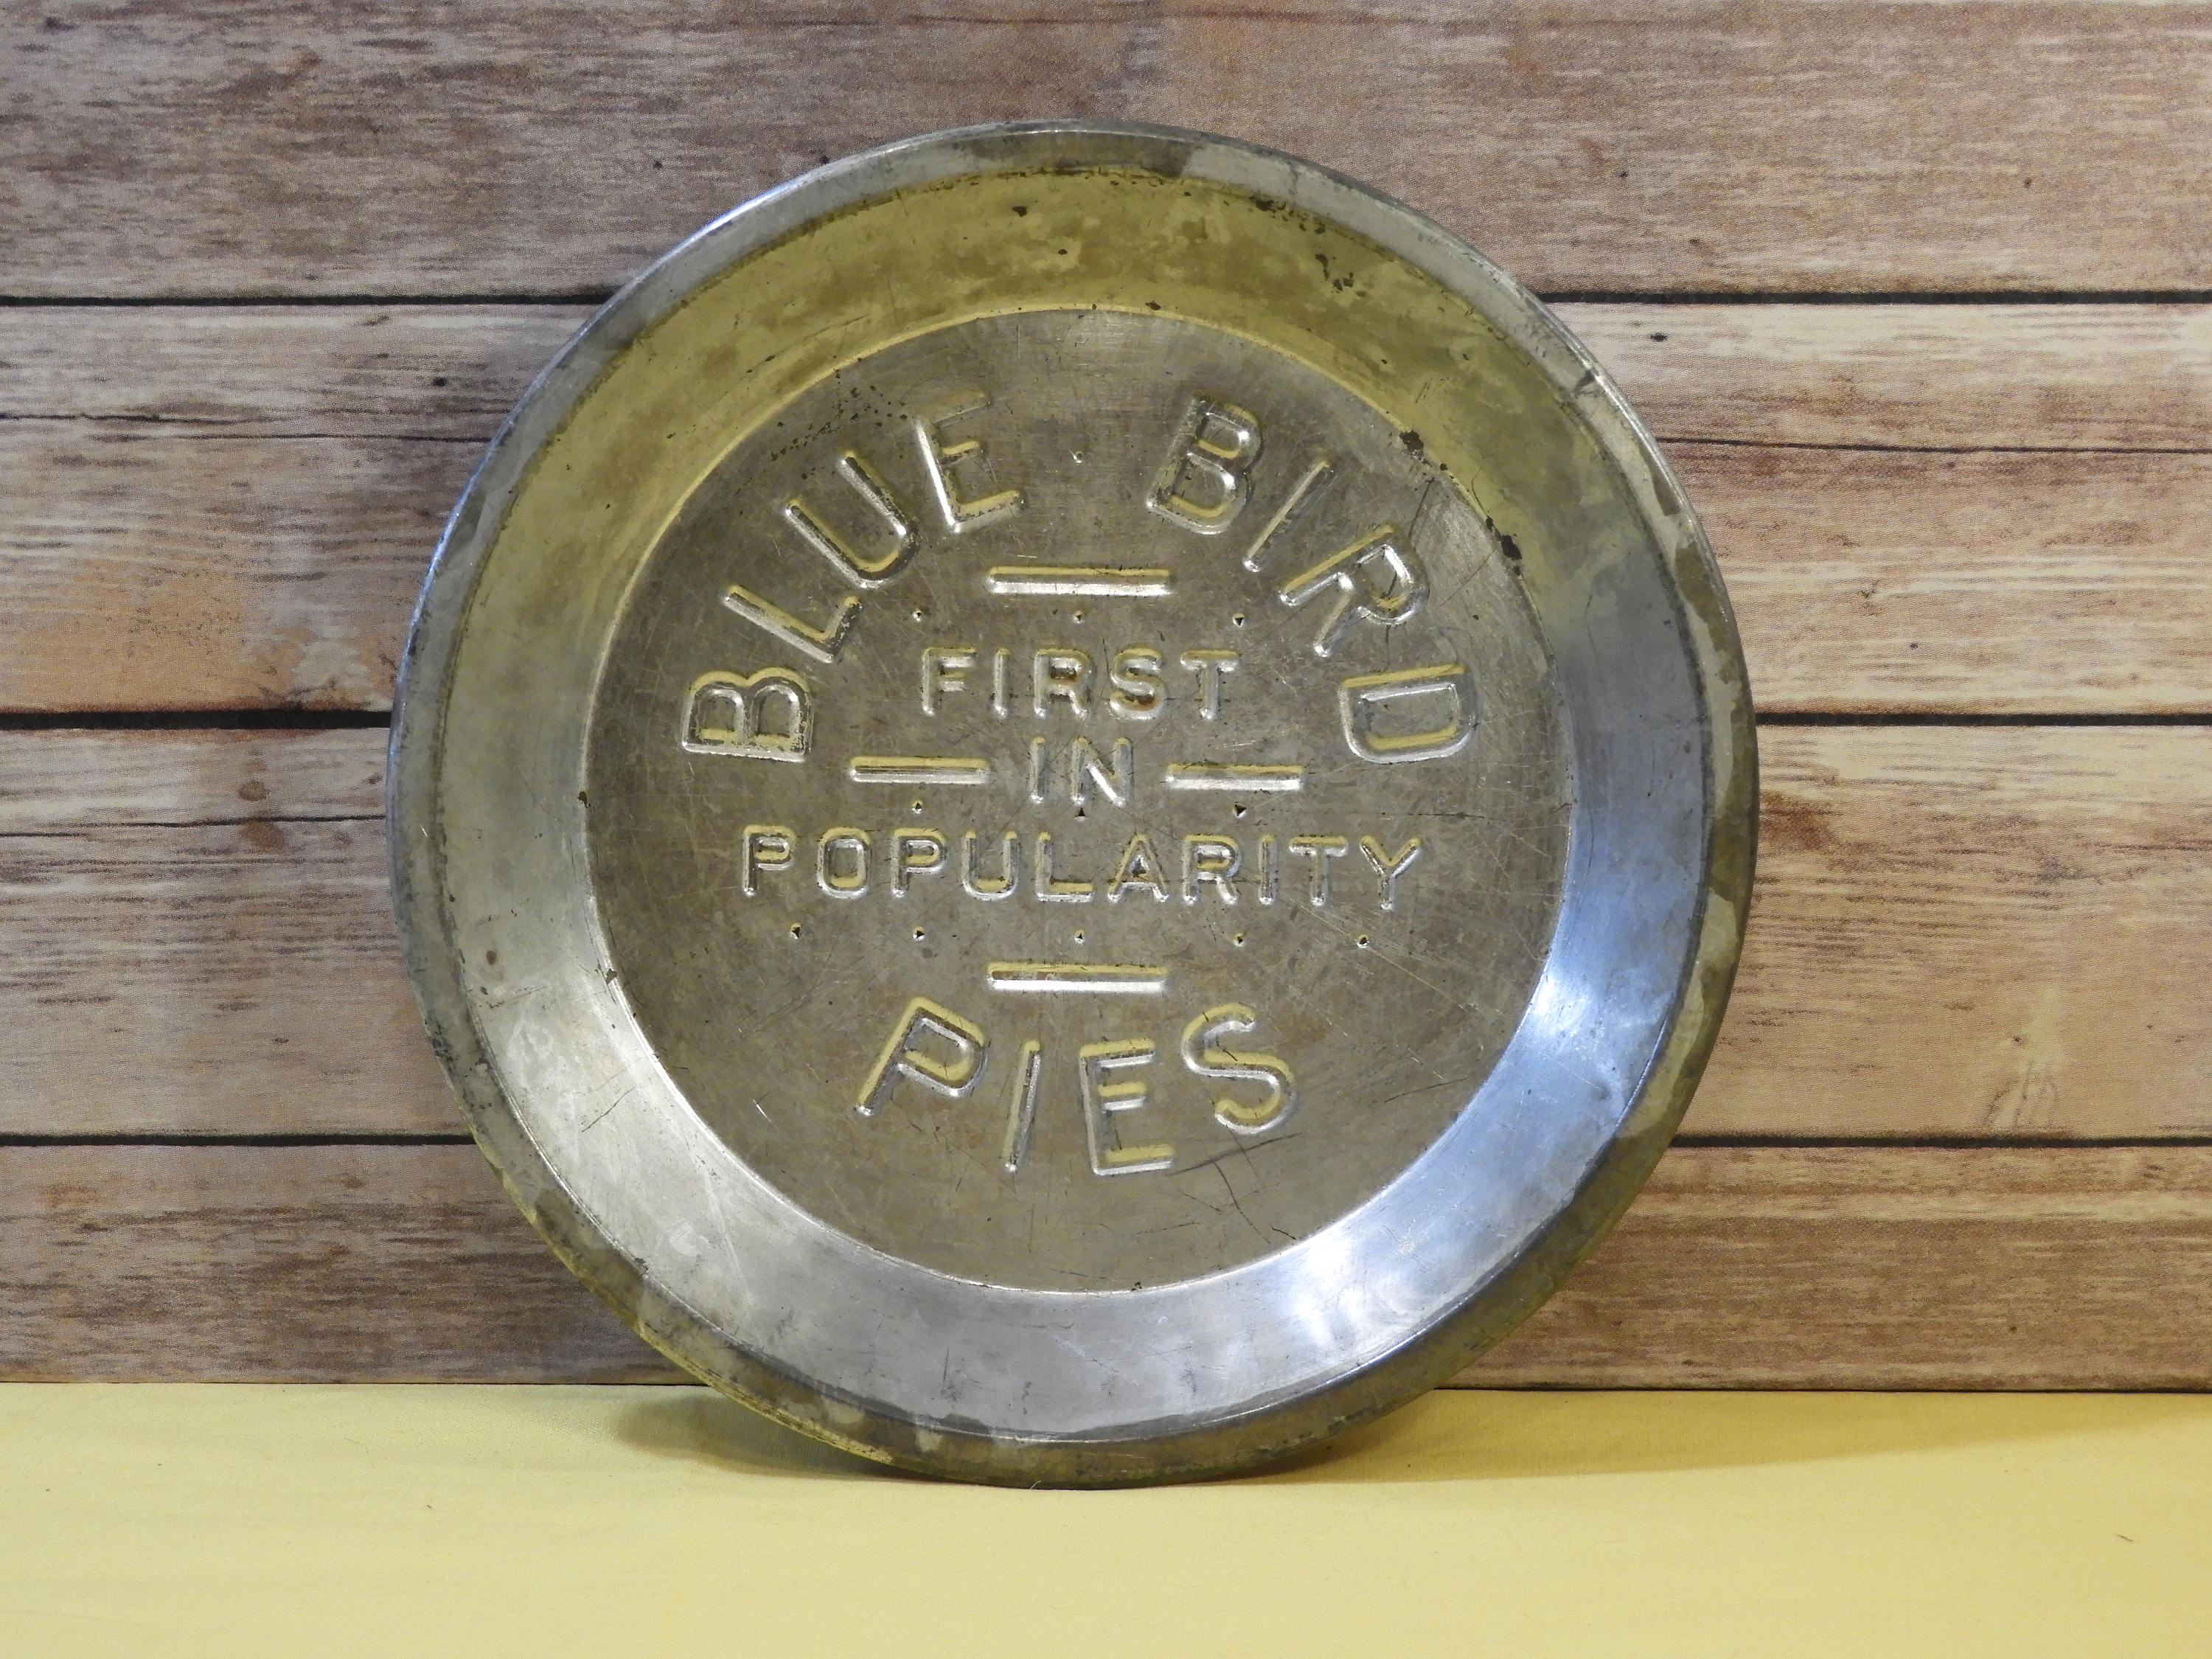 BLUE BIRD
FIRST
IN
POPULARITY
PIES